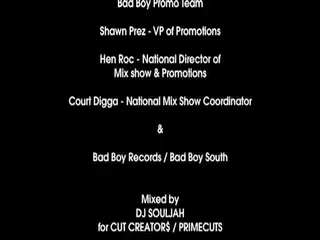 Bad Boy Promo Team
Shawn Prez - VP of Promotions
Hen Roc - National Director of
Mix show & Promotions
Court Digga - National Mix Show Coordinator
&
Bad Boy Records / Bad Boy South
Mixed by
DJ SOULJAH
for CUT CREATOR$ / PRIMECUTS